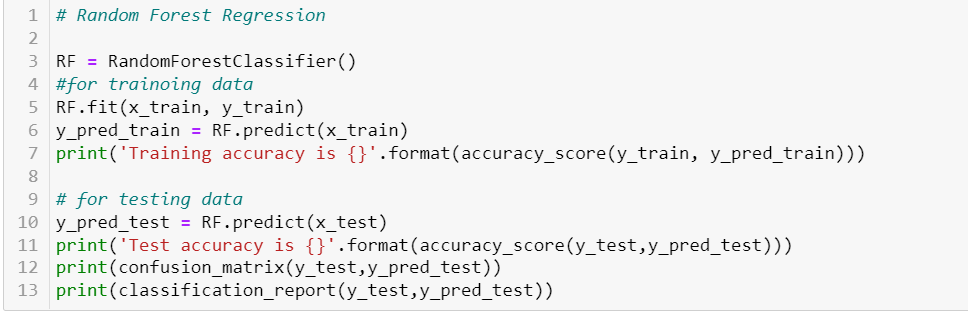 1 # Random Forest Regression
2
3 RF = RandomForestClassifier()
4 #for trainoing data
5 RF.fit(x_train, y_train)
6 y_pred_train = RF.predict(x_train)
7 print('Training accuracy is {}'.format(accuracy_score(y_train, y_pred_train)))
8
9 # for testing data
10 y_pred_test = RF.predict(x_test)
11 print('Test accuracy is {}'.format(accuracy_score(y_test,y_pred_test)))
12 print(confusion_matrix(y_test,y_pred_test))
13 print(classification_report(y_test,y_pred_test))